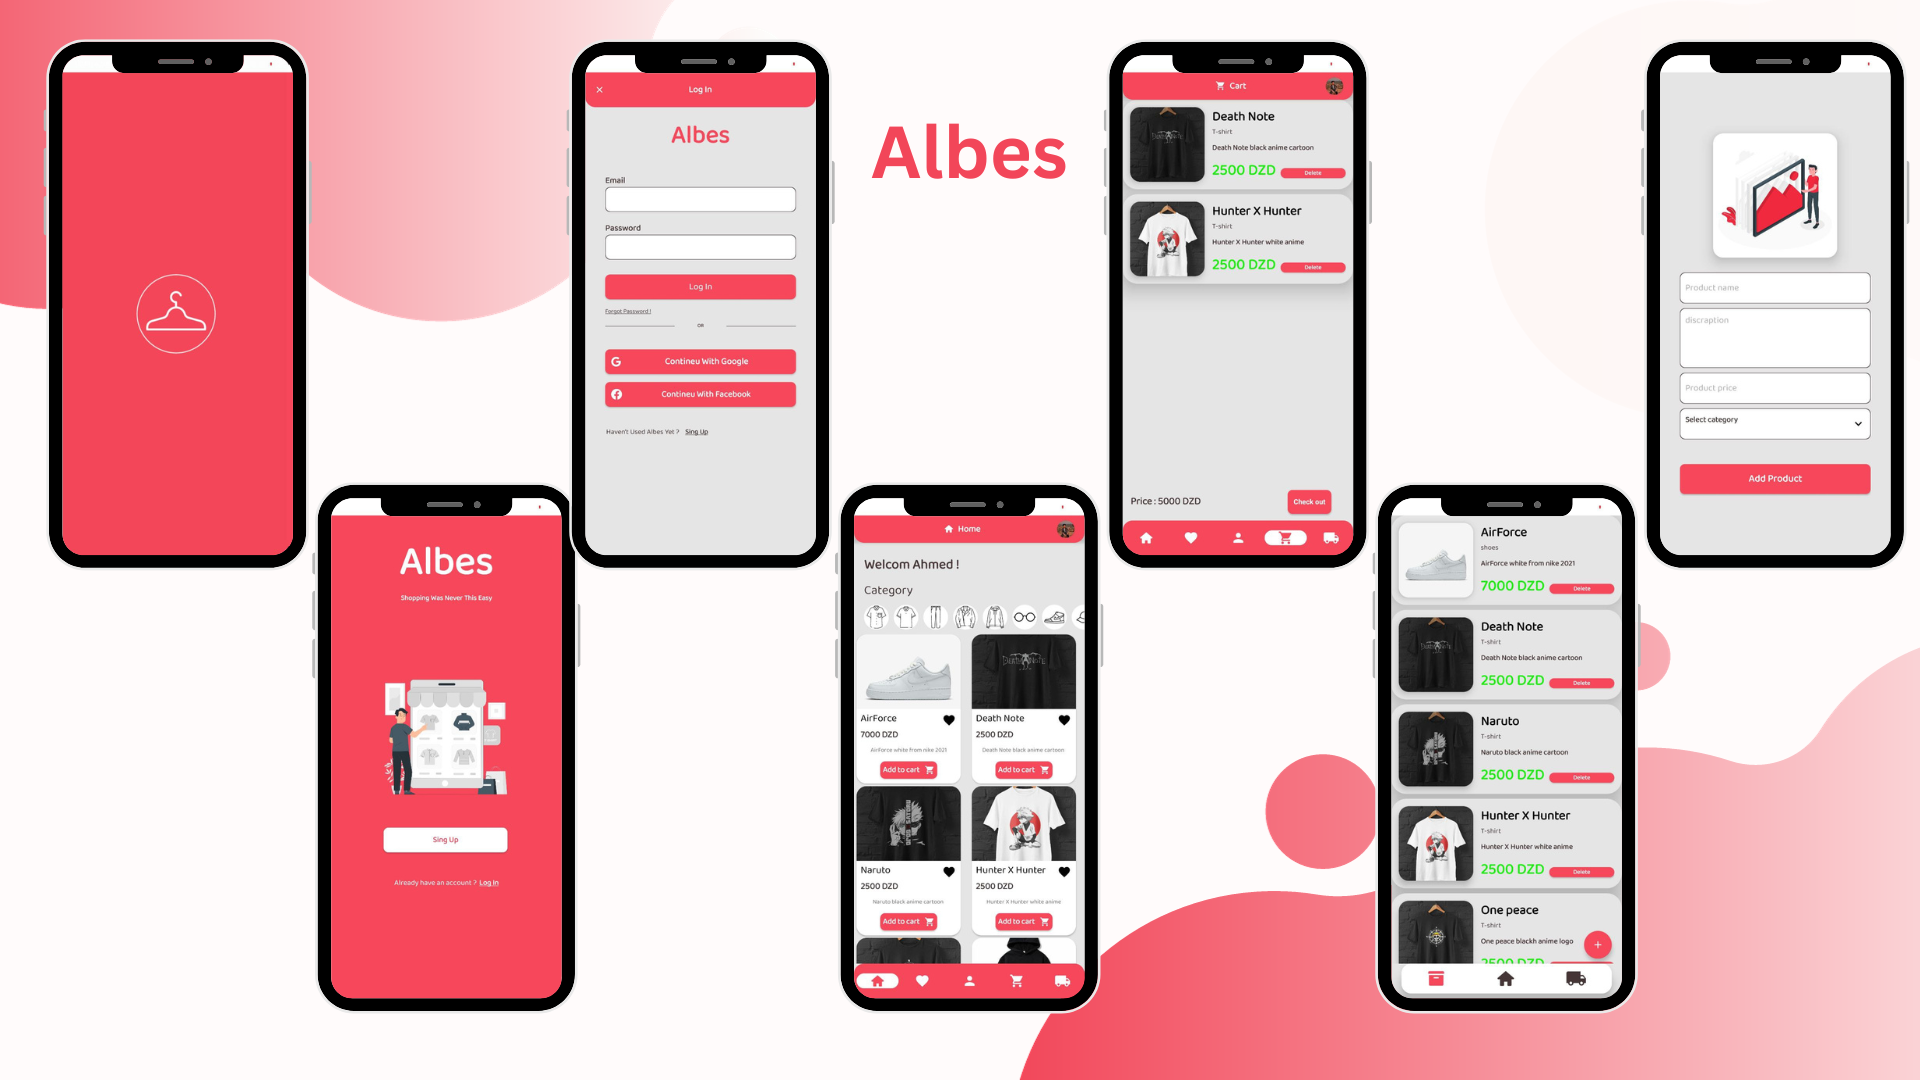 Albes
Log In
Albes
Email
Password
Log In
Forgot Password !
OR
Contineu With Google
Contineu With Facebook
Haven't Used Albes Yet ? Sing Up
Cart
Death Note
T-shirt
Death Note black anime cartoon
2500 DZD
Delete
Hunter X Hunter
T-shirt
Hunter X Hunter white anime
2500 DZD
Delete
Price : 5000 DZD
Check out
Product name
discraption
Product price
Select category
Add Product
Albes
Shopping Was Never This Easy
Sing Up
Already have an account ? Log In
Home
Welcom Ahmed !
Category
AirForce
7000 DZD
AirForce white from nike 2021
Add to cart
Death Note
2500 DZD
Death Note black anime cartoon
Add to cart
Naruto
2500 DZD
Naruto black anime cartoon
Add to cart
Hunter X Hunter
2500 DZD
Hunter X Hunter white anime
Add to cart
AirForce
shoes
AirForce white from nike 2021
7000 DZD
Delete
Death Note
T-shirt
Death Note black anime cartoon
2500 DZD
Delete
Naruto
T-shirt
Naruto black anime cartoon
2500 DZD
Delete
Hunter X Hunter
T-shirt
Hunter X Hunter white anime
2500 DZD
Delete
One peace
T-shirt
One peace blackh anime logo
2500 DZD